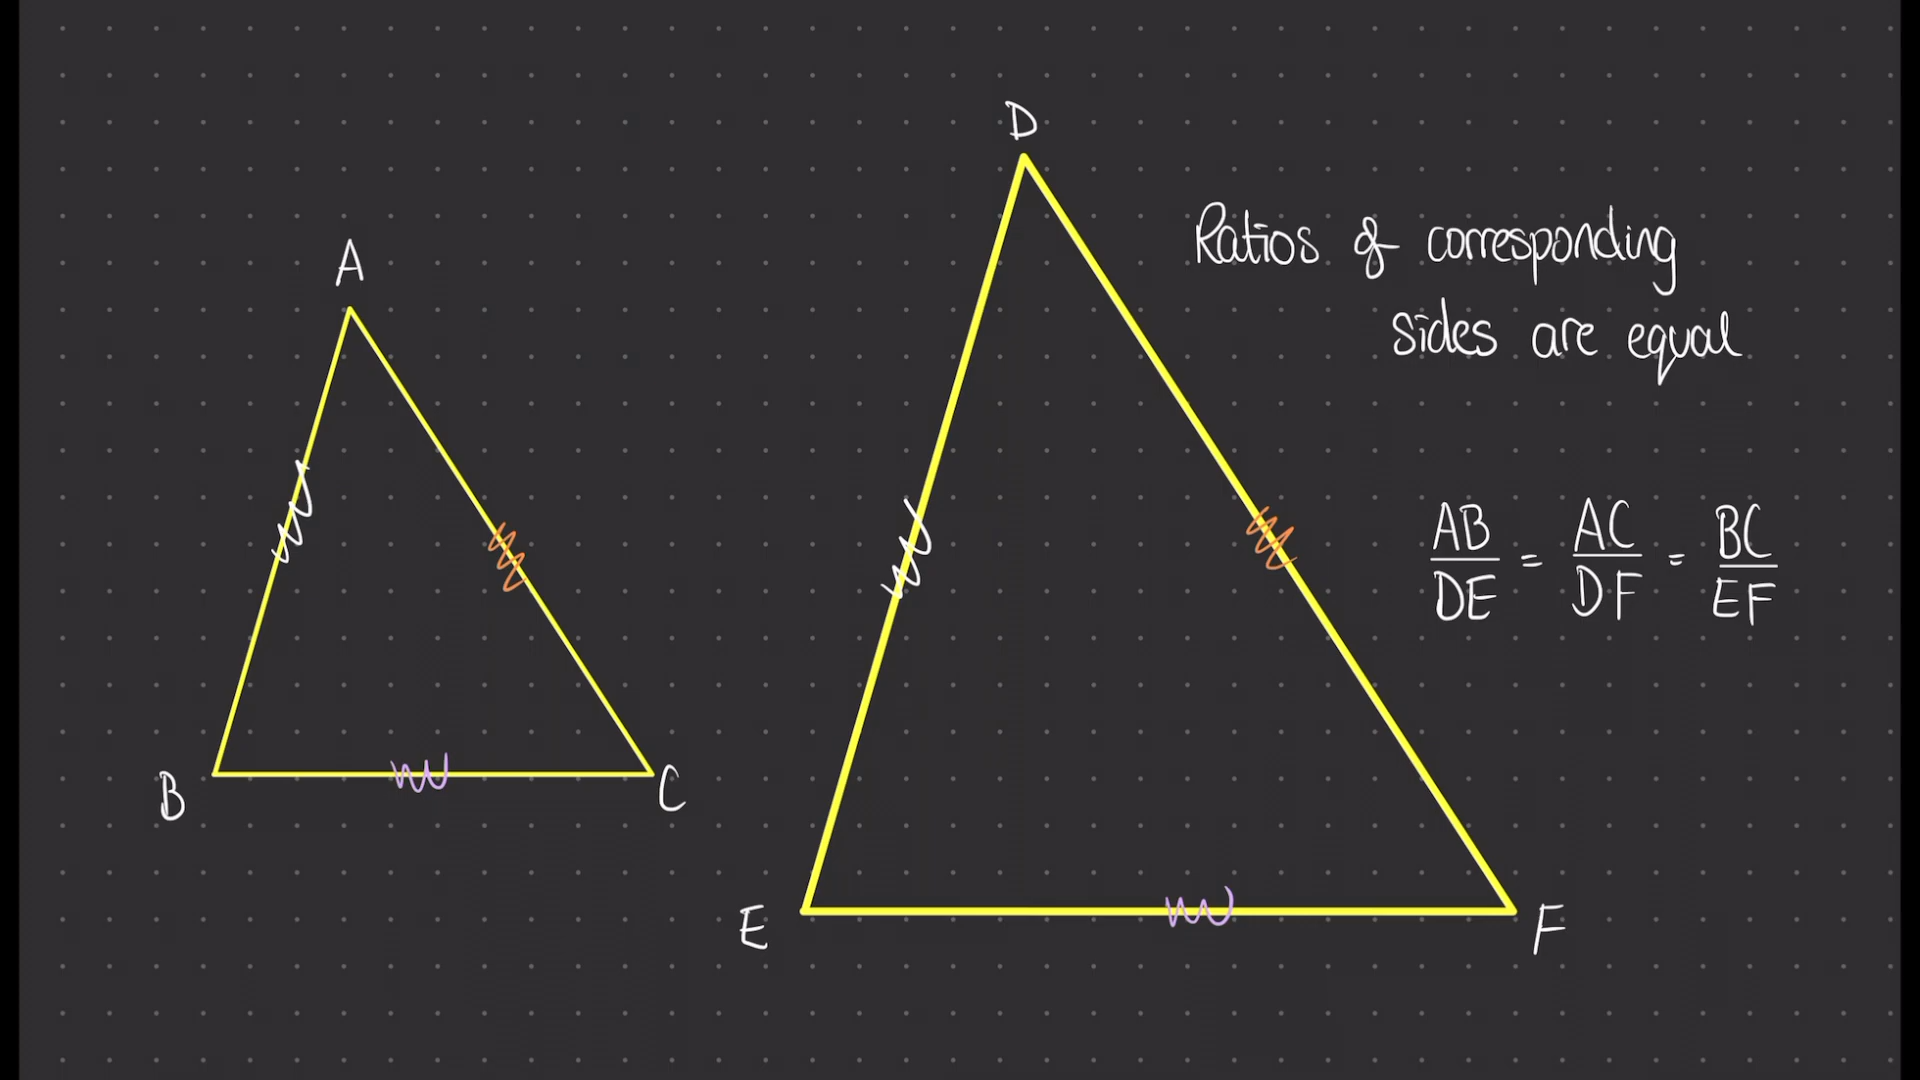 D
Ratios of corresponding
sides are equal
A
AB/DE = AC/DF = BC/EF
B
C
E
F